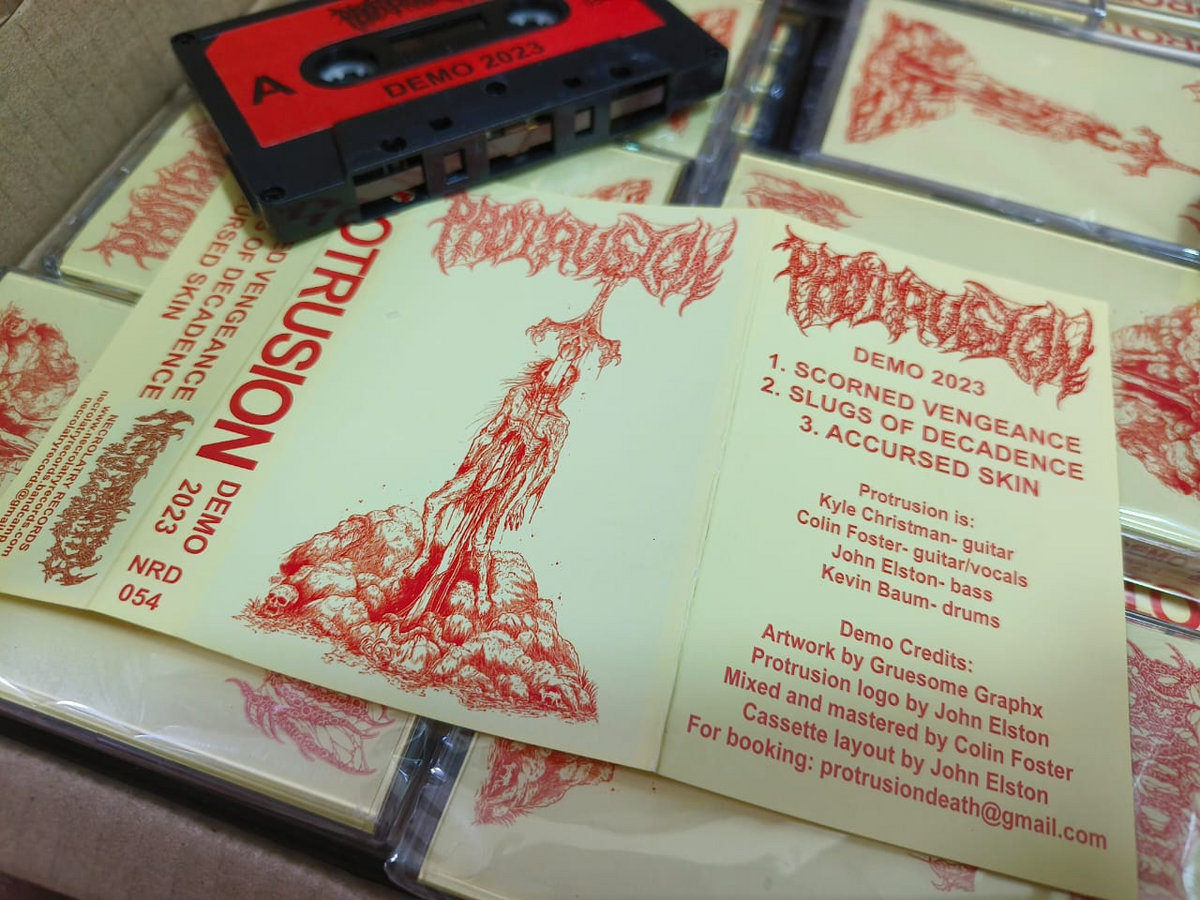 A
DEMO 2023
PROTRUSION
DEMO 2023
1. SCORNED VENGEANCE
2. SLUGS OF DECADENCE
3. ACCURSED SKIN
Protrusion is:
Kyle Christman- guitar
Colin Foster- guitar/vocals
John Elston- bass
Kevin Baum- drums
Demo Credits:
Artwork by Gruesome Graphx
Protrusion logo by John Elston
Mixed and mastered by Colin Foster
Cassette layout by John Elston
For booking: protrusiondeath@gmail.com
PROTRUSION
OTRUSION
DEMO
2023
NRD
054
VENGEANCE
OF DECADENCE
SKIN
NECROLATRY RECORDS